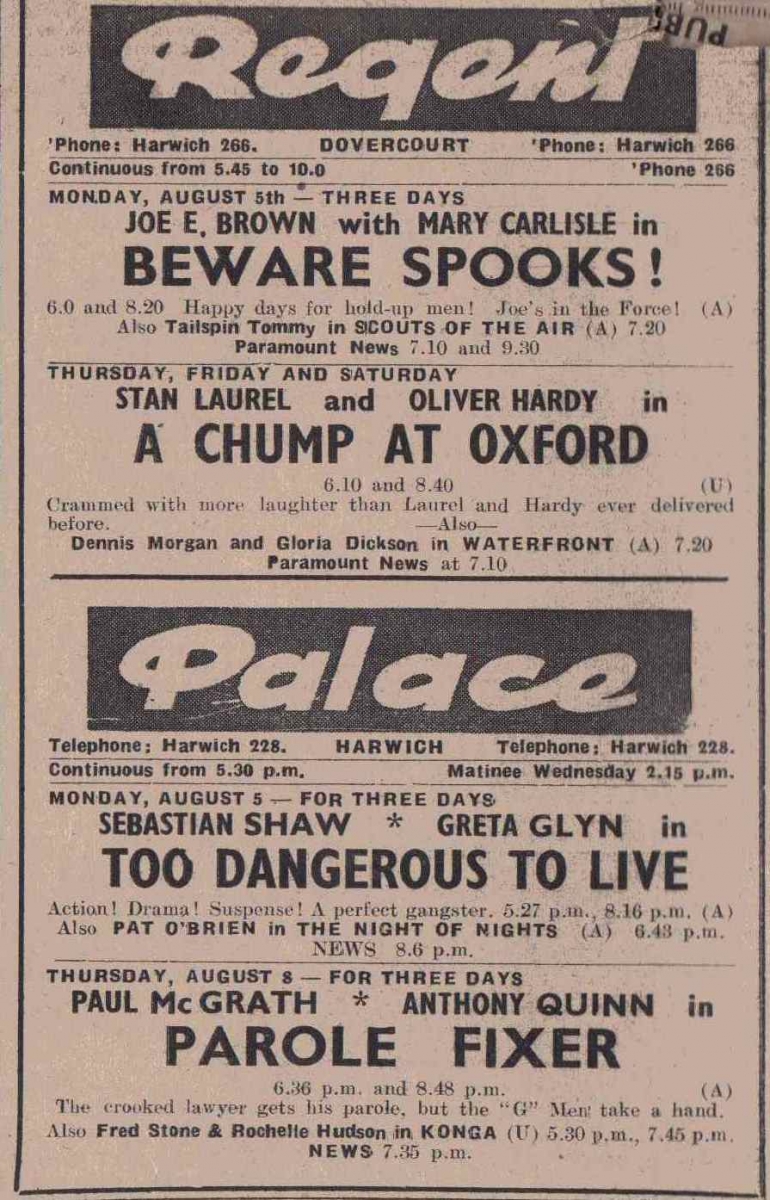 PUBL
Regent
'Phone: Harwich 266. DOVERCOURT 'Phone: Harwich 266
Continuous from 5.45 to 10.0 'Phone 266
MONDAY, AUGUST 5th — THREE DAYS
JOE E. BROWN with MARY CARLISLE in
BEWARE SPOOKS!
6.0 and 8.20 Happy days for hold-up men! Joe's in the Force! (A)
Also Tailspin Tommy in SCOUTS OF THE AIR (A) 7.20
Paramount News 7.10 and 9.30
THURSDAY, FRIDAY AND SATURDAY
STAN LAUREL and OLIVER HARDY in
A CHUMP AT OXFORD
6.10 and 8.40 (U)
Crammed with more laughter than Laurel and Hardy ever delivered
before. —Also—
Dennis Morgan and Gloria Dickson in WATERFRONT (A) 7.20
Paramount News at 7.10
Palace
Telephone: Harwich 228. HARWICH Telephone: Harwich 228.
Continuous from 5.30 p.m. Matinee Wednesday 2.15 p.m.
MONDAY, AUGUST 5 — FOR THREE DAYS
SEBASTIAN SHAW * GRETA GLYN in
TOO DANGEROUS TO LIVE
Action! Drama! Suspense! A perfect gangster. 5.27 p.m., 8.16 p.m. (A)
Also PAT O'BRIEN in THE NIGHT OF NIGHTS (A) 6.43 p.m.
NEWS 8.6 p.m.
THURSDAY, AUGUST 8 — FOR THREE DAYS
PAUL McGRATH * ANTHONY QUINN in
PAROLE FIXER
6.36 p.m. and 8.48 p.m. (A)
The crooked lawyer gets his parole, but the "G" Men take a hand.
Also Fred Stone & Rochelle Hudson in KONGA (U) 5.30 p.m., 7.45 p.m.
NEWS 7.35 p.m.